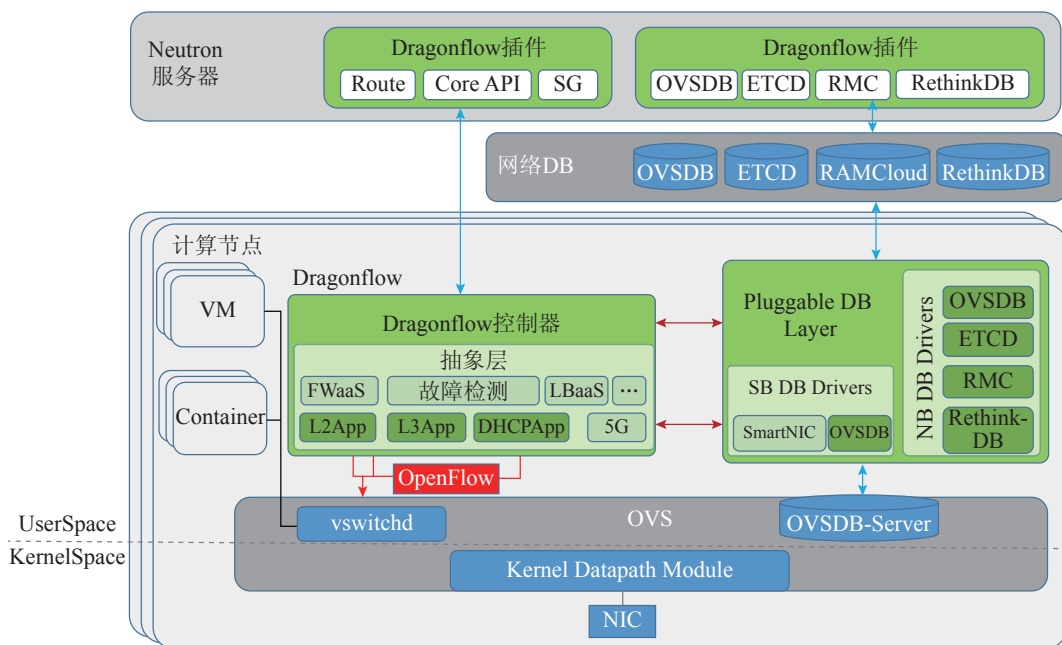 Neutron
服务器
Dragonflow插件
Route
Core API
SG
Dragonflow插件
OVSDB
ETCD
RMC
RethinkDB
网络DB
OVSDB
ETCD
RAMCloud
RethinkDB
计算节点
VM
Container
Dragonflow
Dragonflow控制器
抽象层
FWaaS
故障检测
LBaaS
···
L2App
L3App
DHCPApp
5G
Pluggable DB
Layer
SB DB Drivers
SmartNIC
OVSDB
NB DB Drivers
OVSDB
ETCD
RMC
Rethink-
DB
OpenFlow
OVS
vswitchd
OVSDB-Server
UserSpace
KernelSpace
Kernel Datapath Module
NIC